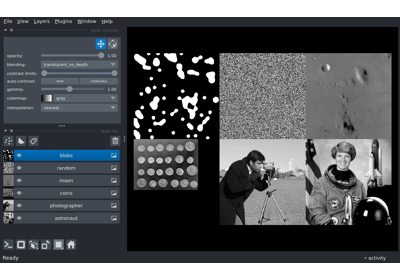 File View Layers Plugins Window Help
opacity: 1.00
blending: translucent_no_depth
contrast limits:
auto-contrast: once continuous
gamma: 1.00
colormap: gray
interpolation: nearest
blobs
random
moon
coins
photographer
astronaut
Ready activity